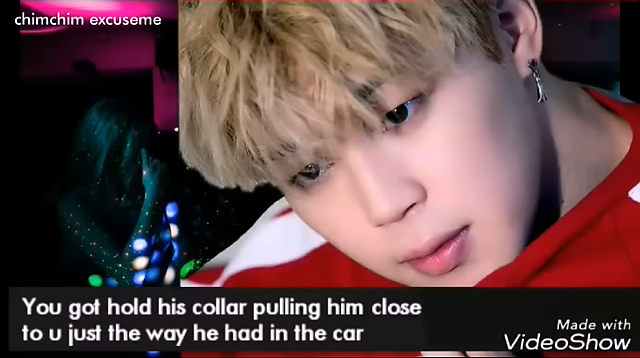 chimchim excuseme
You got hold his collar pulling him close
to u just the way he had in the car
Made with
VideoShow